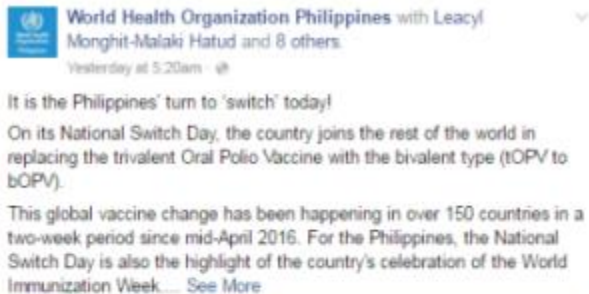 World Health Organization Philippines with Leacyl
Monghit-Malaki Hatud and 8 others.
Yesterday at 5:20am ·
It is the Philippines' turn to 'switch' today!
On its National Switch Day, the country joins the rest of the world in
replacing the trivalent Oral Polio Vaccine with the bivalent type (tOPV to
bOPV).
This global vaccine change has been happening in over 150 countries in a
two-week period since mid-April 2016. For the Philippines, the National
Switch Day is also the highlight of the country's celebration of the World
Immunization Week.... See More